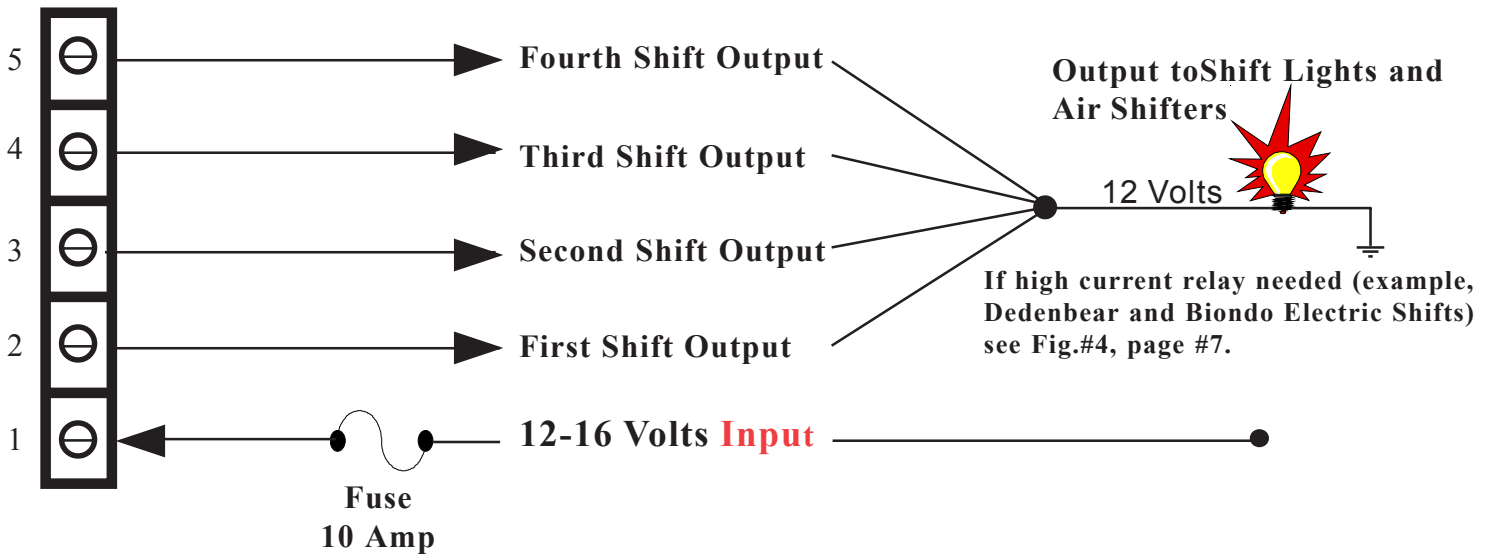 5
Fourth Shift Output
Output toShift Lights and
Air Shifters
4
Third Shift Output
12 Volts
3
Second Shift Output
If high current relay needed (example,
Dedenbear and Biondo Electric Shifts)
see Fig.#4, page #7.
2
First Shift Output
1
12-16 Volts Input
Fuse
10 Amp